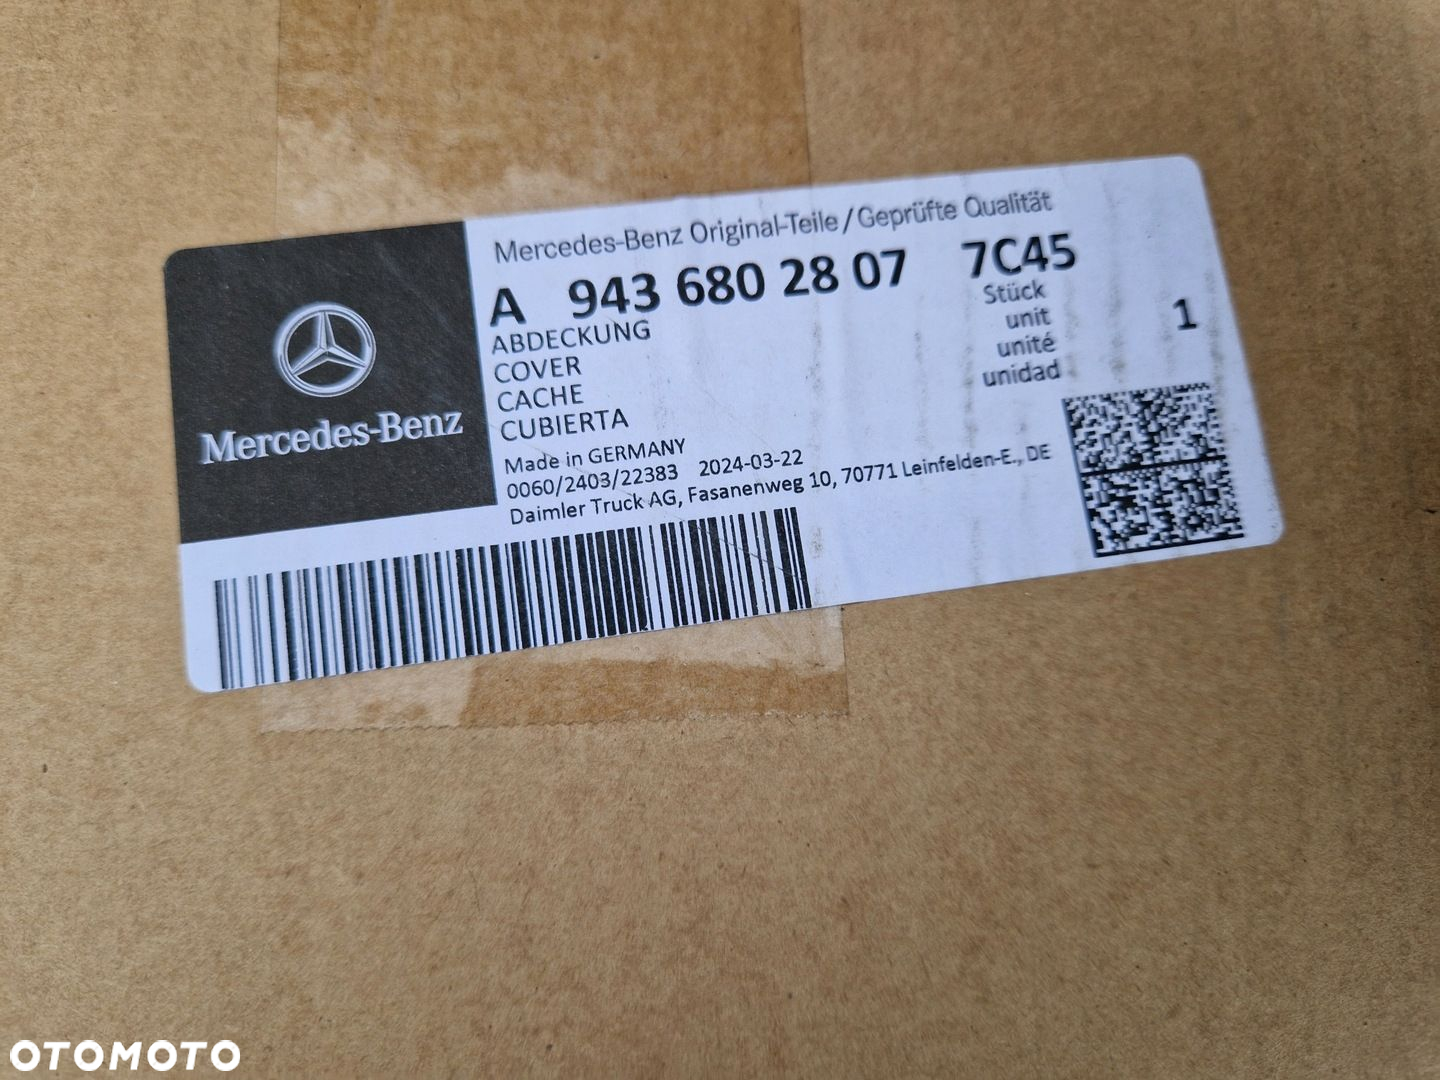 Mercedes-Benz Original-Teile / Geprüfte Qualität
A 943 680 28 07 7C45
ABDECKUNG
COVER
CACHE
CUBIERTA
Stück
unit
unité
unidad
1
Made in GERMANY
0060/2403/22383 2024-03-22
Daimler Truck AG, Fasanenweg 10, 70771 Leinfelden-E., DE
Mercedes-Benz
OTOMOTO